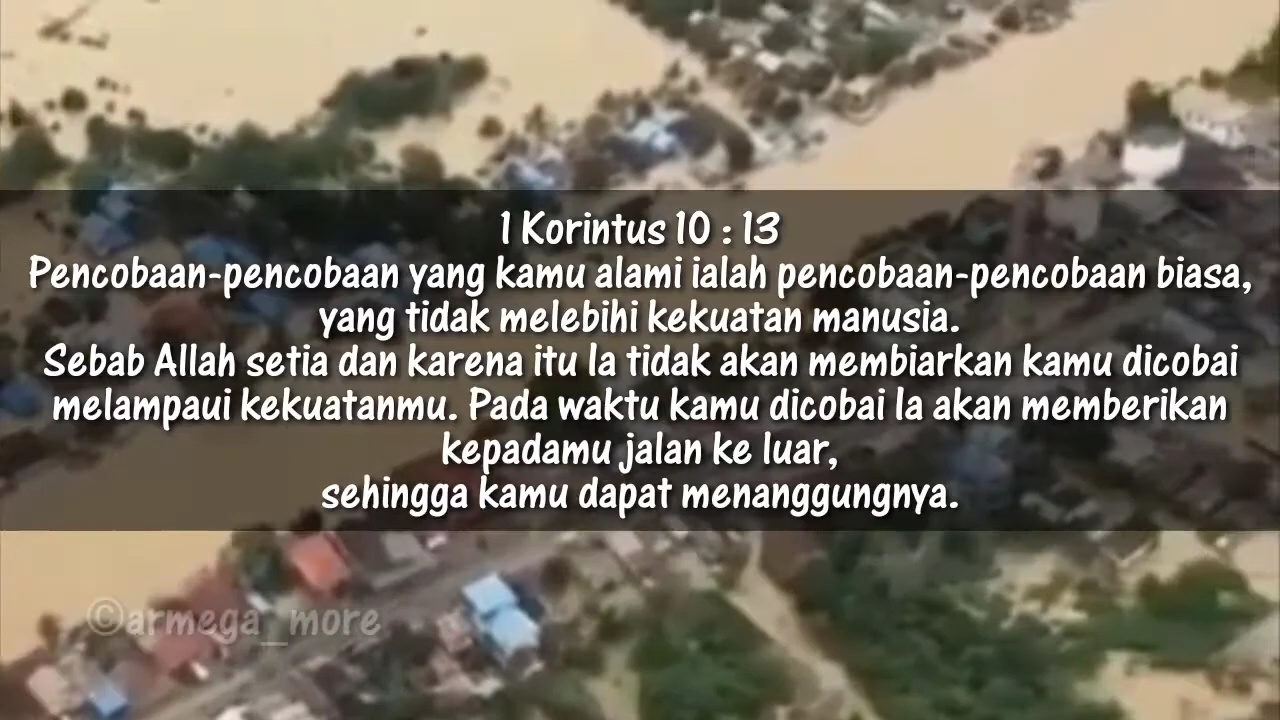 1 Korintus 10 : 13
Pencobaan-pencobaan yang kamu alami ialah pencobaan-pencobaan biasa,
yang tidak melebihi kekuatan manusia.
Sebab Allah setia dan karena itu Ia tidak akan membiarkan kamu dicobai
melampaui kekuatanmu. Pada waktu kamu dicobai Ia akan memberikan
kepadamu jalan ke luar,
sehingga kamu dapat menanggungnya.
©armega_more